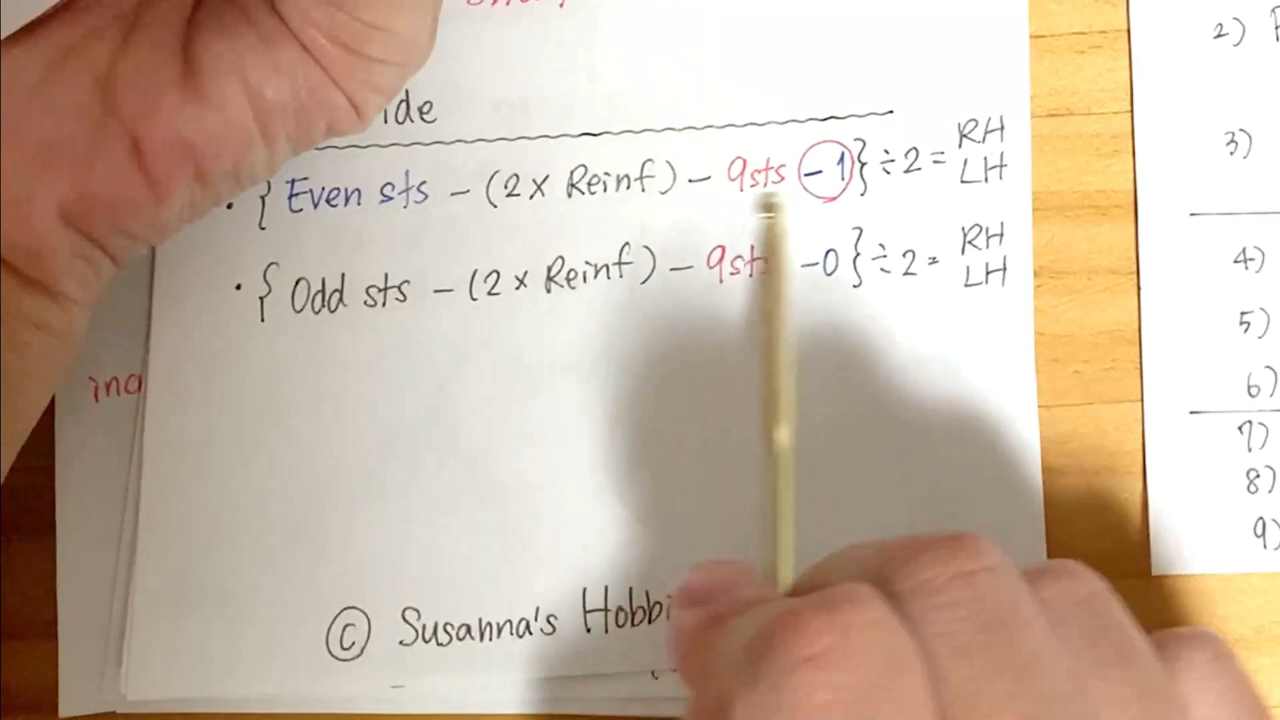 ide
• { Even sts - (2 x Reinf) - 9sts -1 } ÷ 2 = RH LH
• { Odd sts - (2 x Reinf) - 9st -0 } ÷ 2 = RH LH
© Susanna's Hobbi
ina
2)
3)
4)
5)
6)
7)
8)
9)